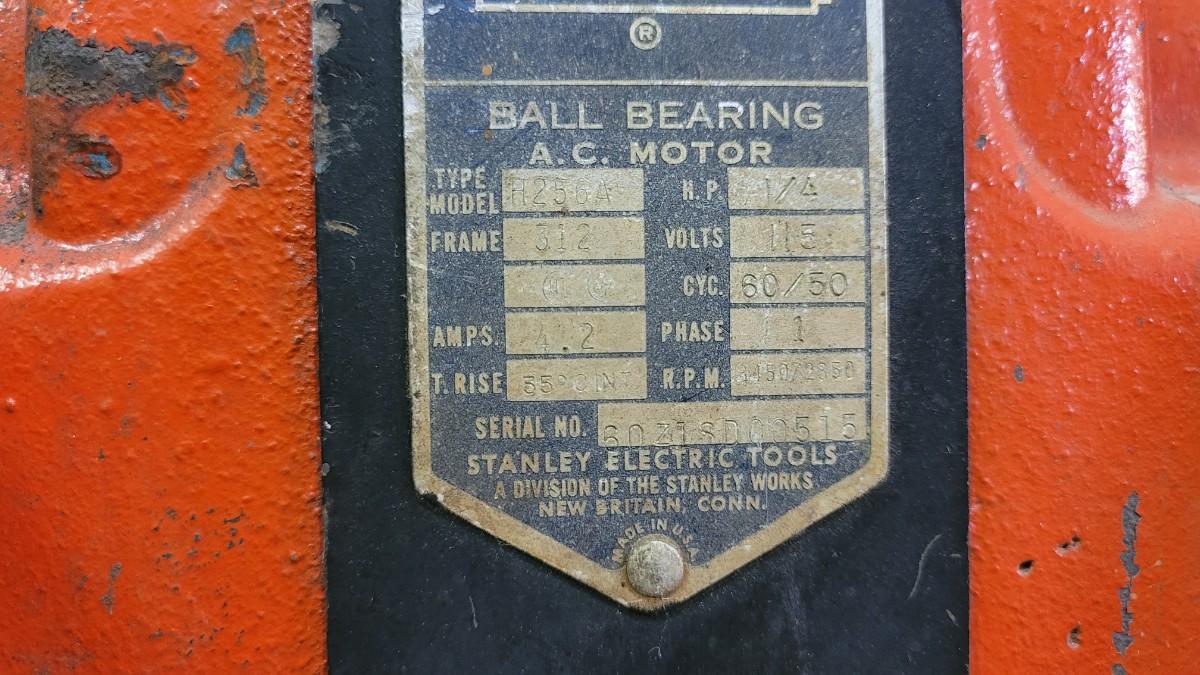 ®
BALL BEARING
A.C. MOTOR
TYPE MODEL H256A H.P. 1/4
FRAME 312 VOLTS 115
CYC. 60/50
AMPS. 4.2 PHASE 1
T. RISE 35°C INT R.P.M. 3450/2850
SERIAL NO.
STANLEY ELECTRIC TOOLS
A DIVISION OF THE STANLEY WORKS
NEW BRITAIN, CONN.
MADE IN U.S.A.